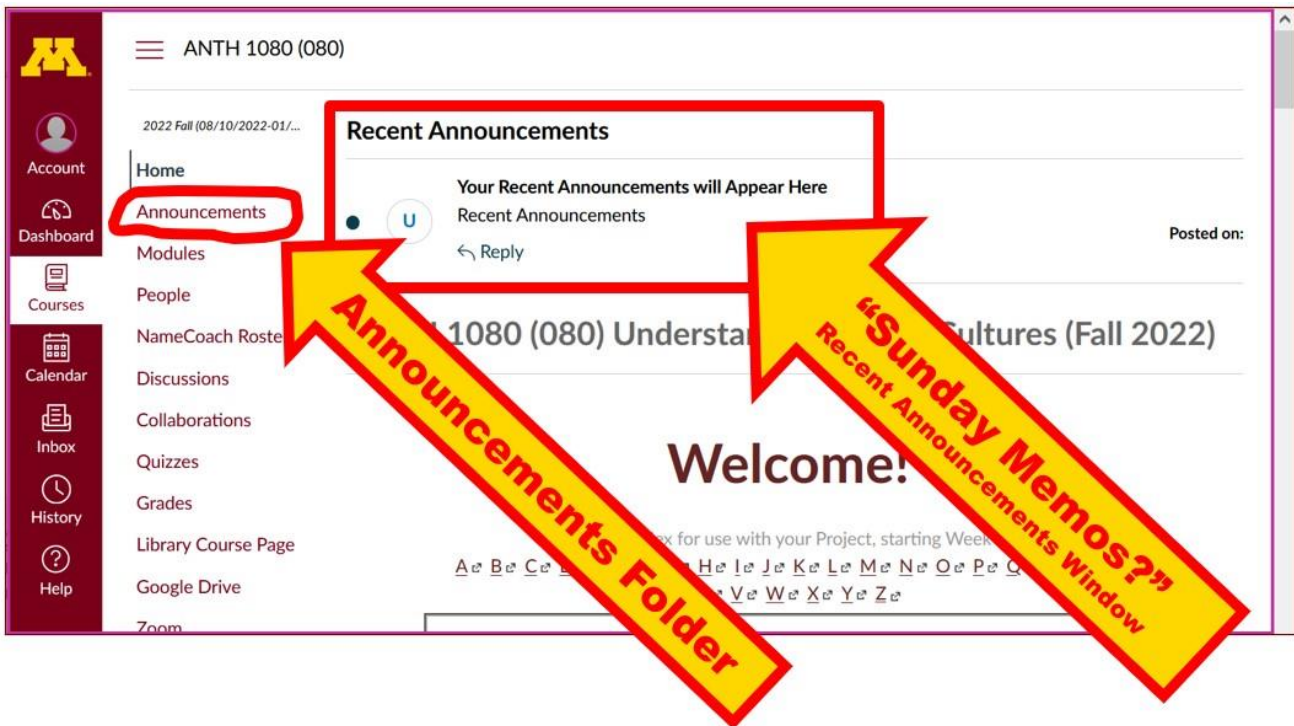 M
ANTH 1080 (080)
Account
Dashboard
Courses
Calendar
Inbox
History
Help
2022 Fall (08/10/2022-01/...
Home
Announcements
Modules
People
NameCoach Roste
Discussions
Collaborations
Quizzes
Grades
Library Course Page
Google Drive
Zoom
Recent Announcements
Your Recent Announcements will Appear Here
U
Recent Announcements
Reply
Posted on:
1080 (080) Understa ultures (Fall 2022)
Welcome!
ex for use with your Project, starting Week
A B C H I J K L M N O P Q
V W X Y Z
Announcements Folder
“Sunday Memos?”
Recent Announcements Window